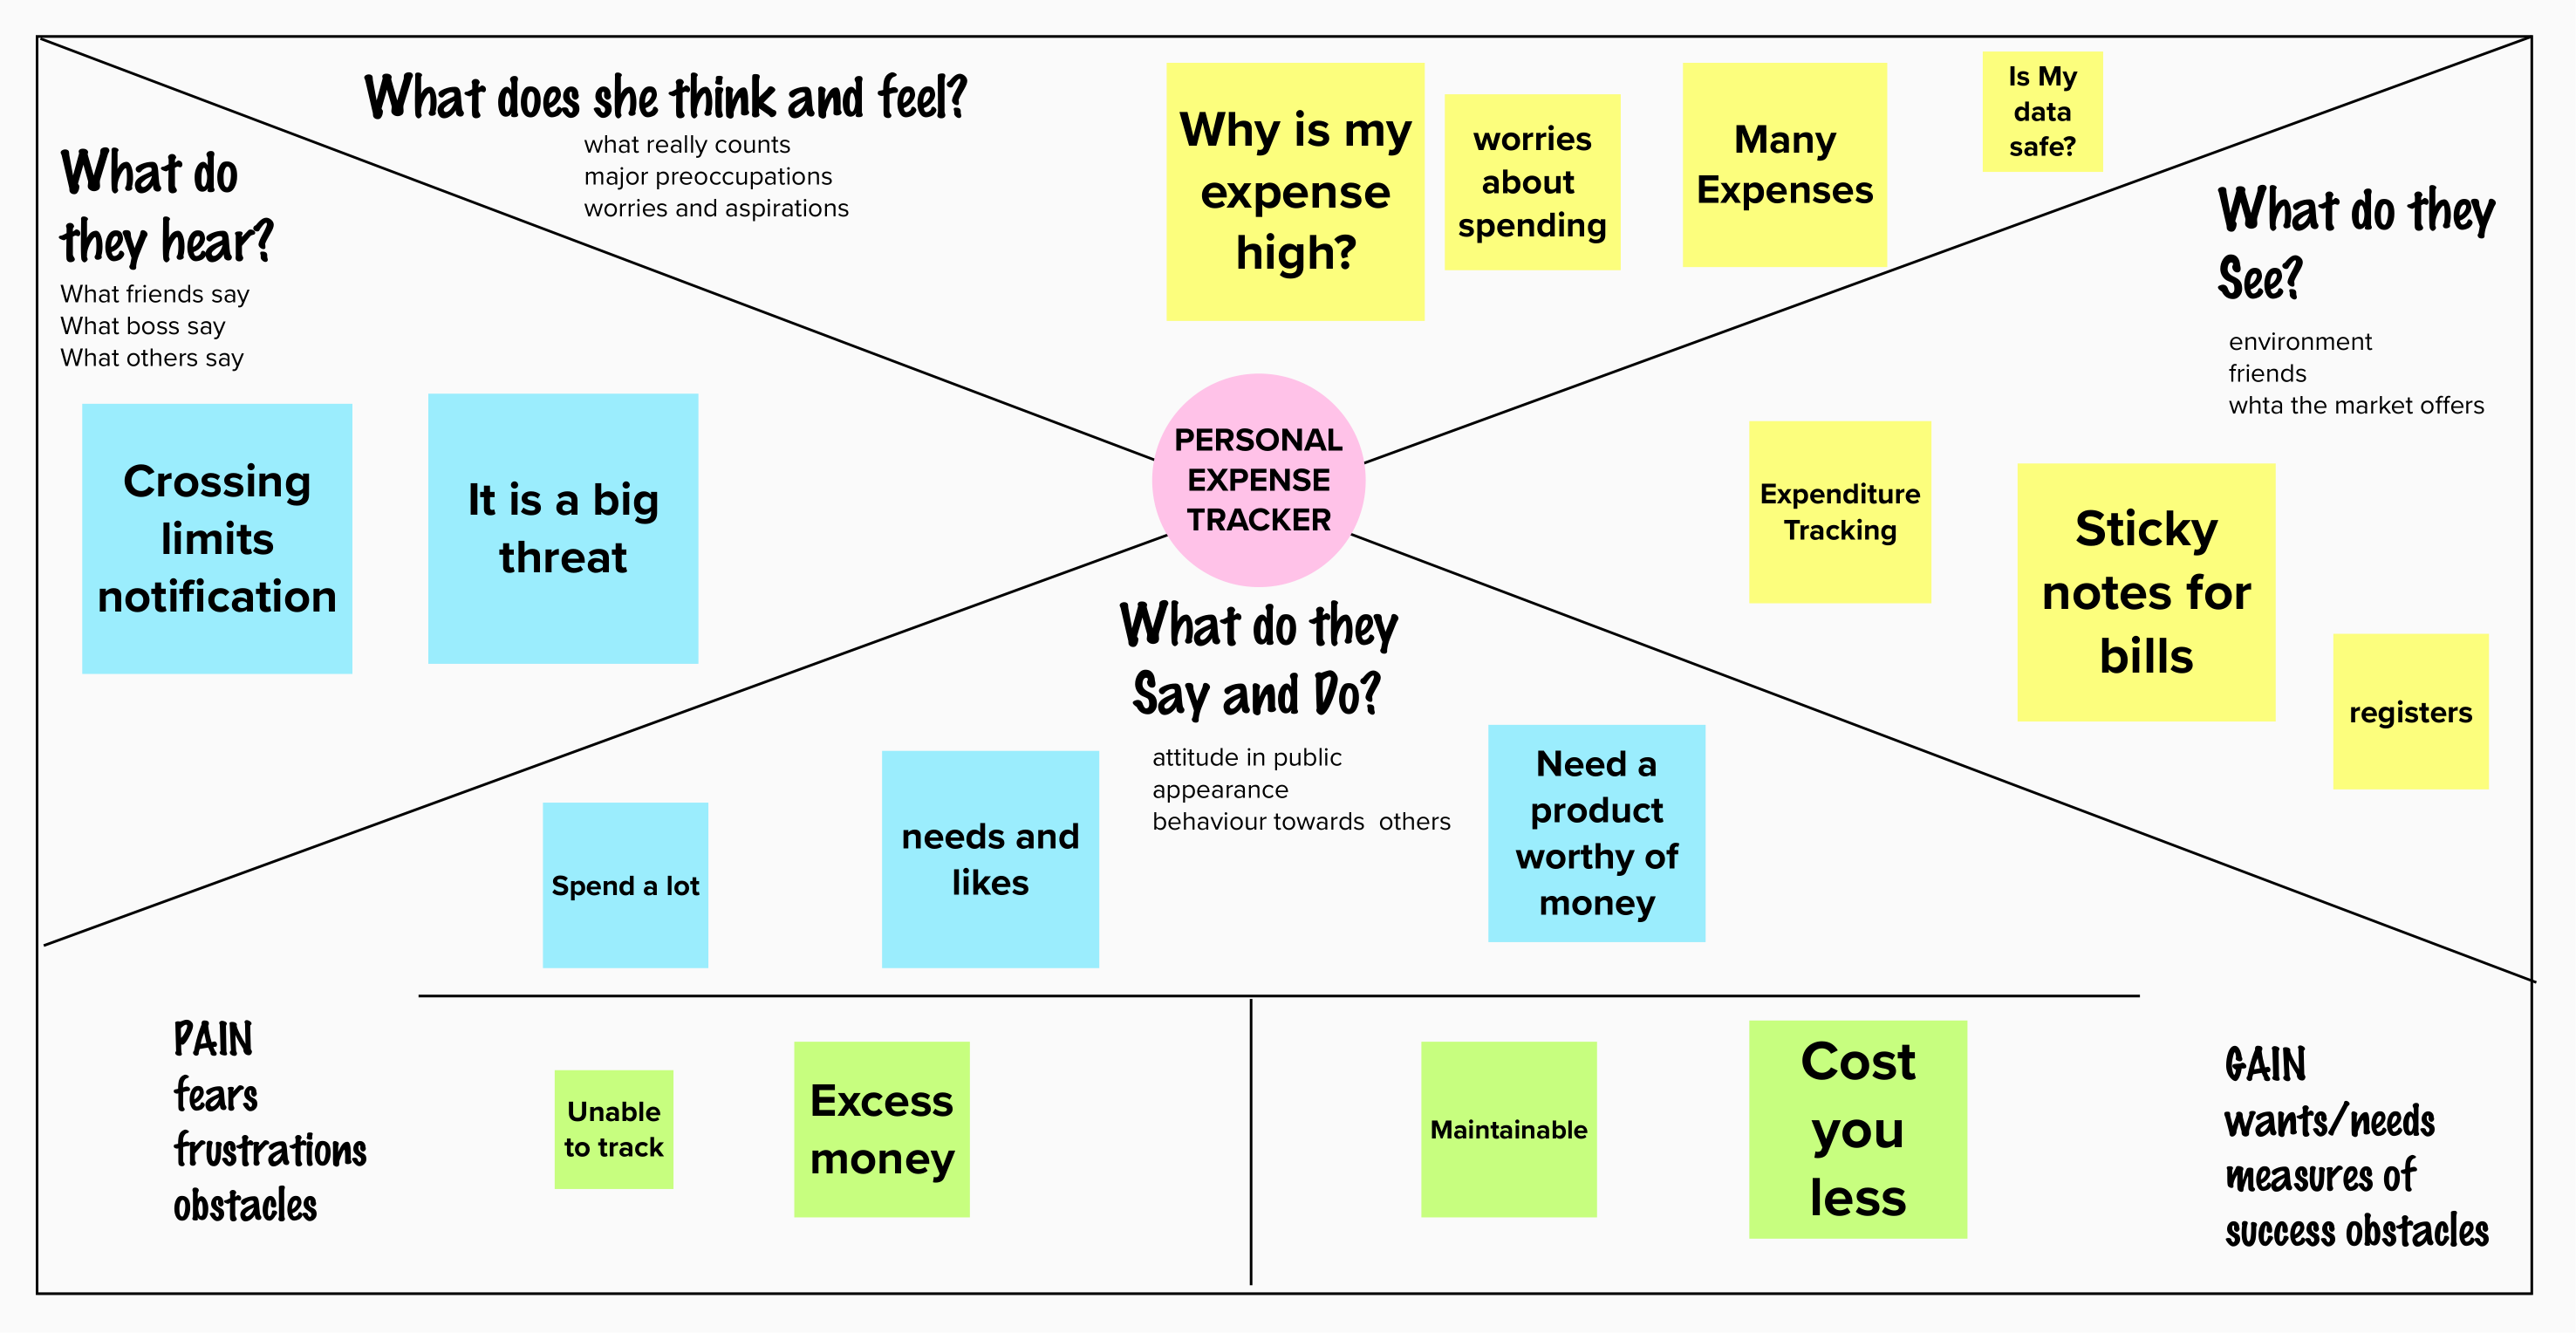 What does she think and feel?
what really counts
major preoccupations
worries and aspirations
Why is my
expense
high?
worries
about
spending
Many
Expenses
Is My
data
safe?
What do
they hear?
What friends say
What boss say
What others say
Crossing
limits
notification
It is a big
threat
PERSONAL
EXPENSE
TRACKER
What do they
See?
environment
friends
whta the market offers
Expenditure
Tracking
Sticky
notes for
bills
registers
What do they
Say and Do?
attitude in public
appearance
behaviour towards  others
Spend a lot
needs and
likes
Need a
product
worthy of
money
PAIN
fears
frustrations
obstacles
Unable
to track
Excess
money
Maintainable
Cost
you
less
GAIN
wants/needs
measures of
success obstacles